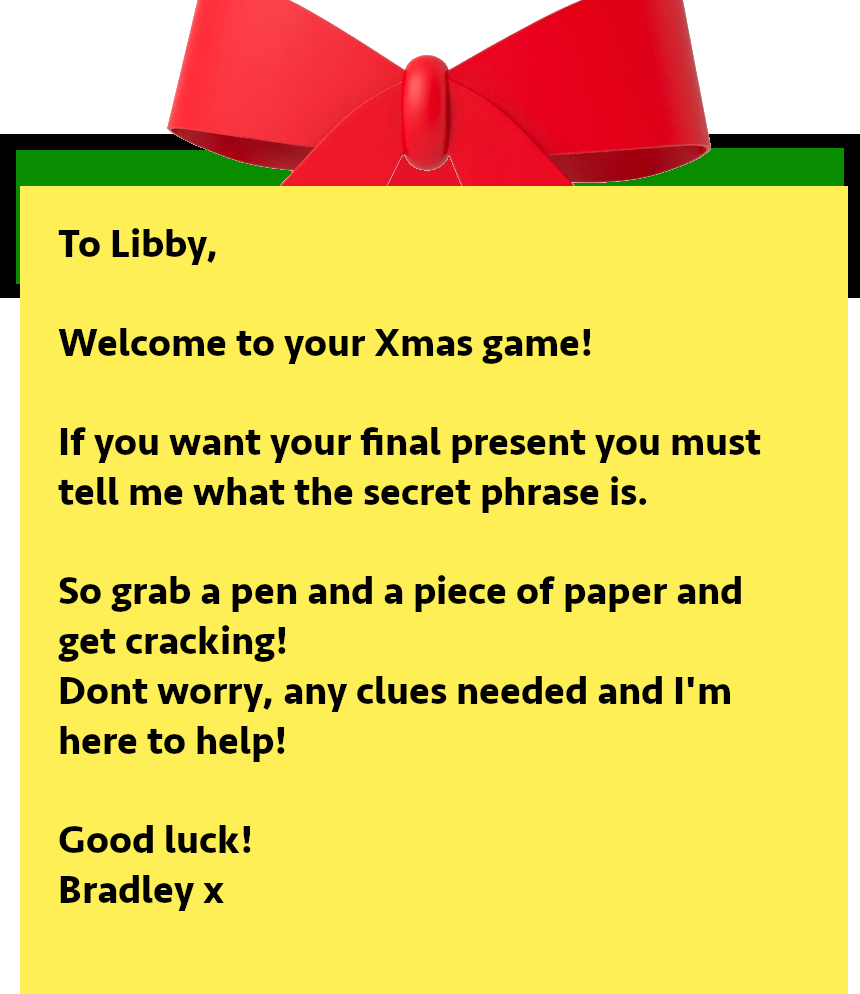 To Libby,
Welcome to your Xmas game!
If you want your final present you must
tell me what the secret phrase is.
So grab a pen and a piece of paper and
get cracking!
Dont worry, any clues needed and I'm
here to help!
Good luck!
Bradley x